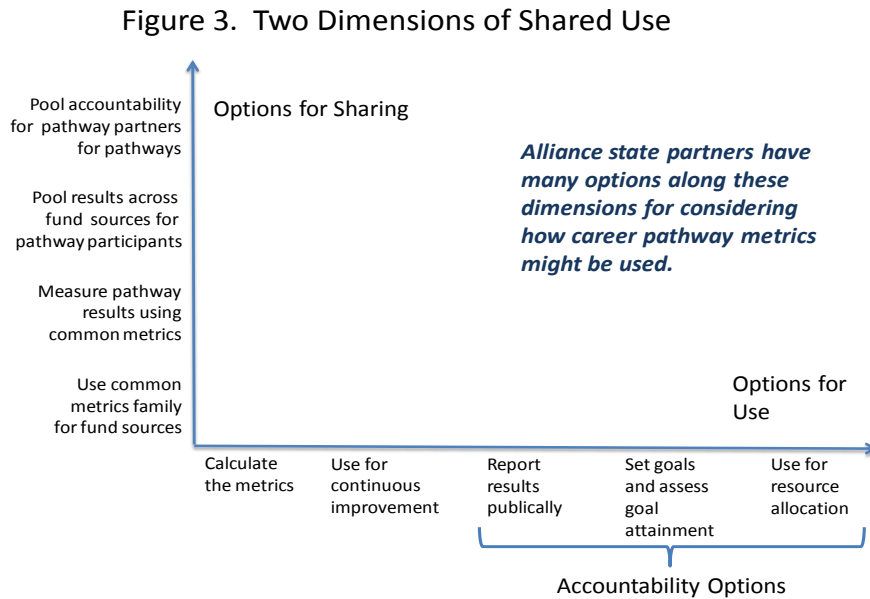 Figure 3. Two Dimensions of Shared Use
Options for Sharing
Pool accountability
for pathway partners
for pathways
Pool results across
fund sources for
pathway participants
Measure pathway
results using
common metrics
Use common
metrics family
for fund sources
Alliance state partners have
many options along these
dimensions for considering
how career pathway metrics
might be used.
Options for
Use
Calculate
the metrics
Use for
continuous
improvement
Report
results
publically
Set goals
and assess
goal
attainment
Use for
resource
allocation
Accountability Options